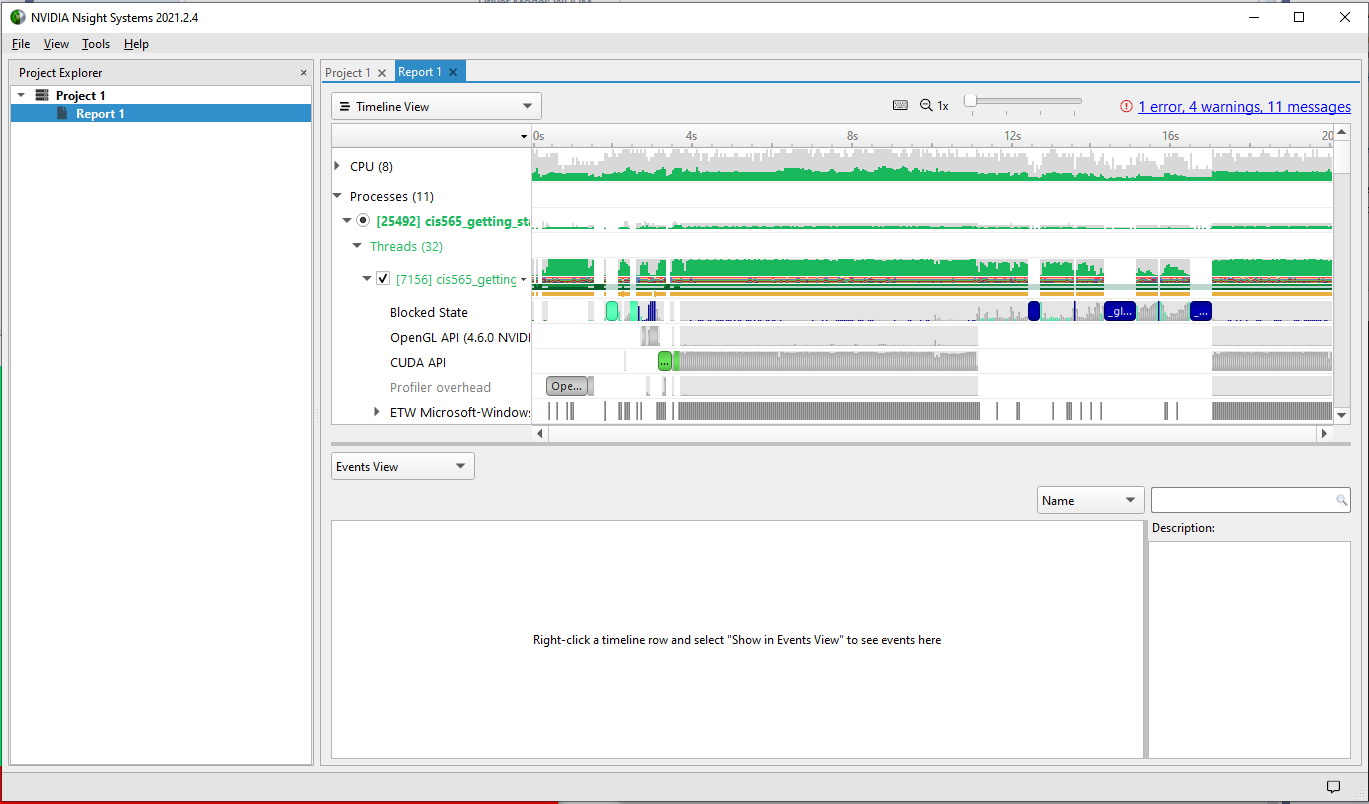 NVIDIA Nsight Systems 2021.2.4
File View Tools Help
Project Explorer
Project 1
Report 1
Project 1
Report 1
Timeline View
1x
1 error, 4 warnings, 11 messages
0s 4s 8s 12s 16s 20
CPU (8)
Processes (11)
[25492] cis565_getting_sta
Threads (32)
[7156] cis565_getting
Blocked State
_gl...
_...
OpenGL API (4.6.0 NVIDI
CUDA API
...
Profiler overhead
Ope...
ETW Microsoft-Window
Events View
Name
Description:
Right-click a timeline row and select "Show in Events View" to see events here